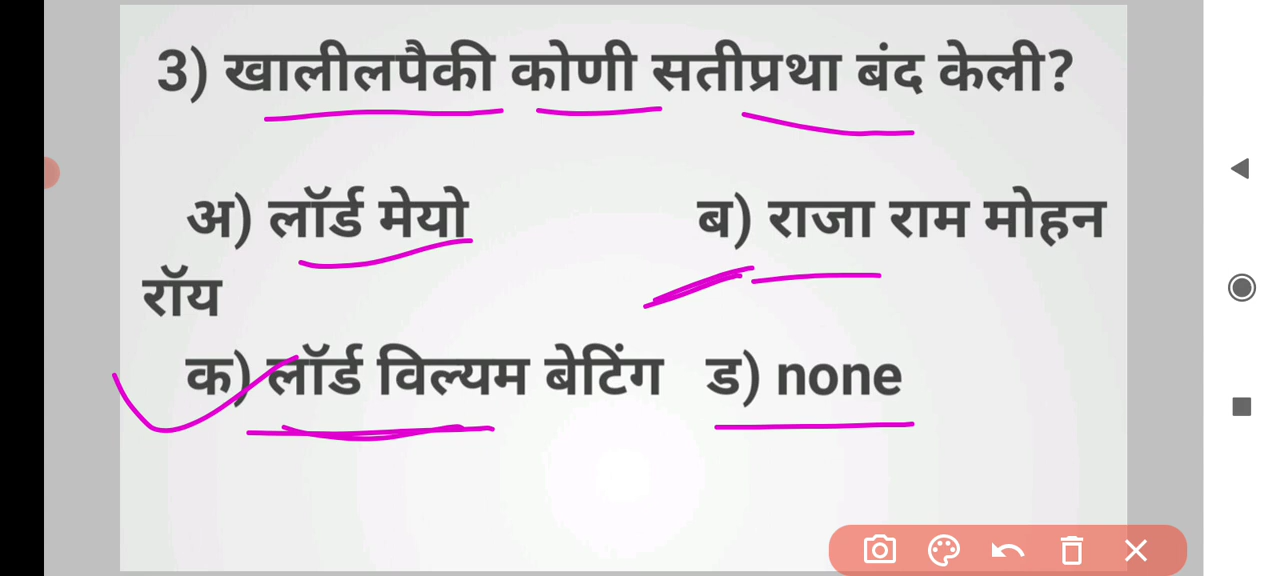 3) खालीलपैकी कोणी सतीप्रथा बंद केली?
अ) लॉर्ड मेयो ब) राजा राम मोहन
रॉय
क) लॉर्ड विल्यम बेटिंग ड) none